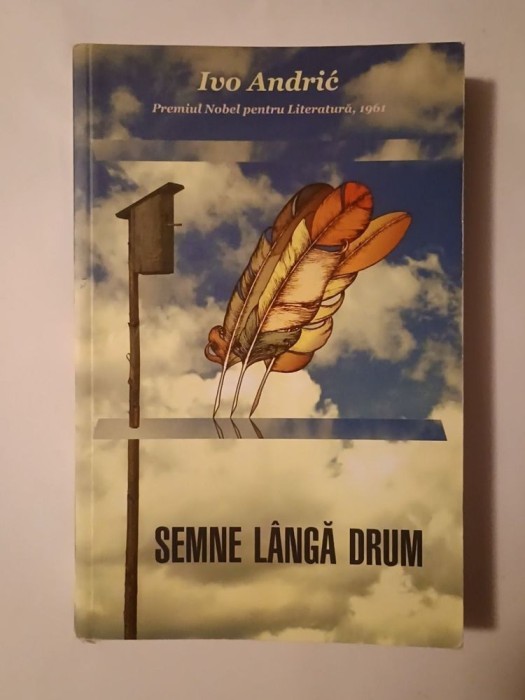 Ivo Andrić
Premiul Nobel pentru Literatură, 1961
SEMNE LÂNGĂ DRUM